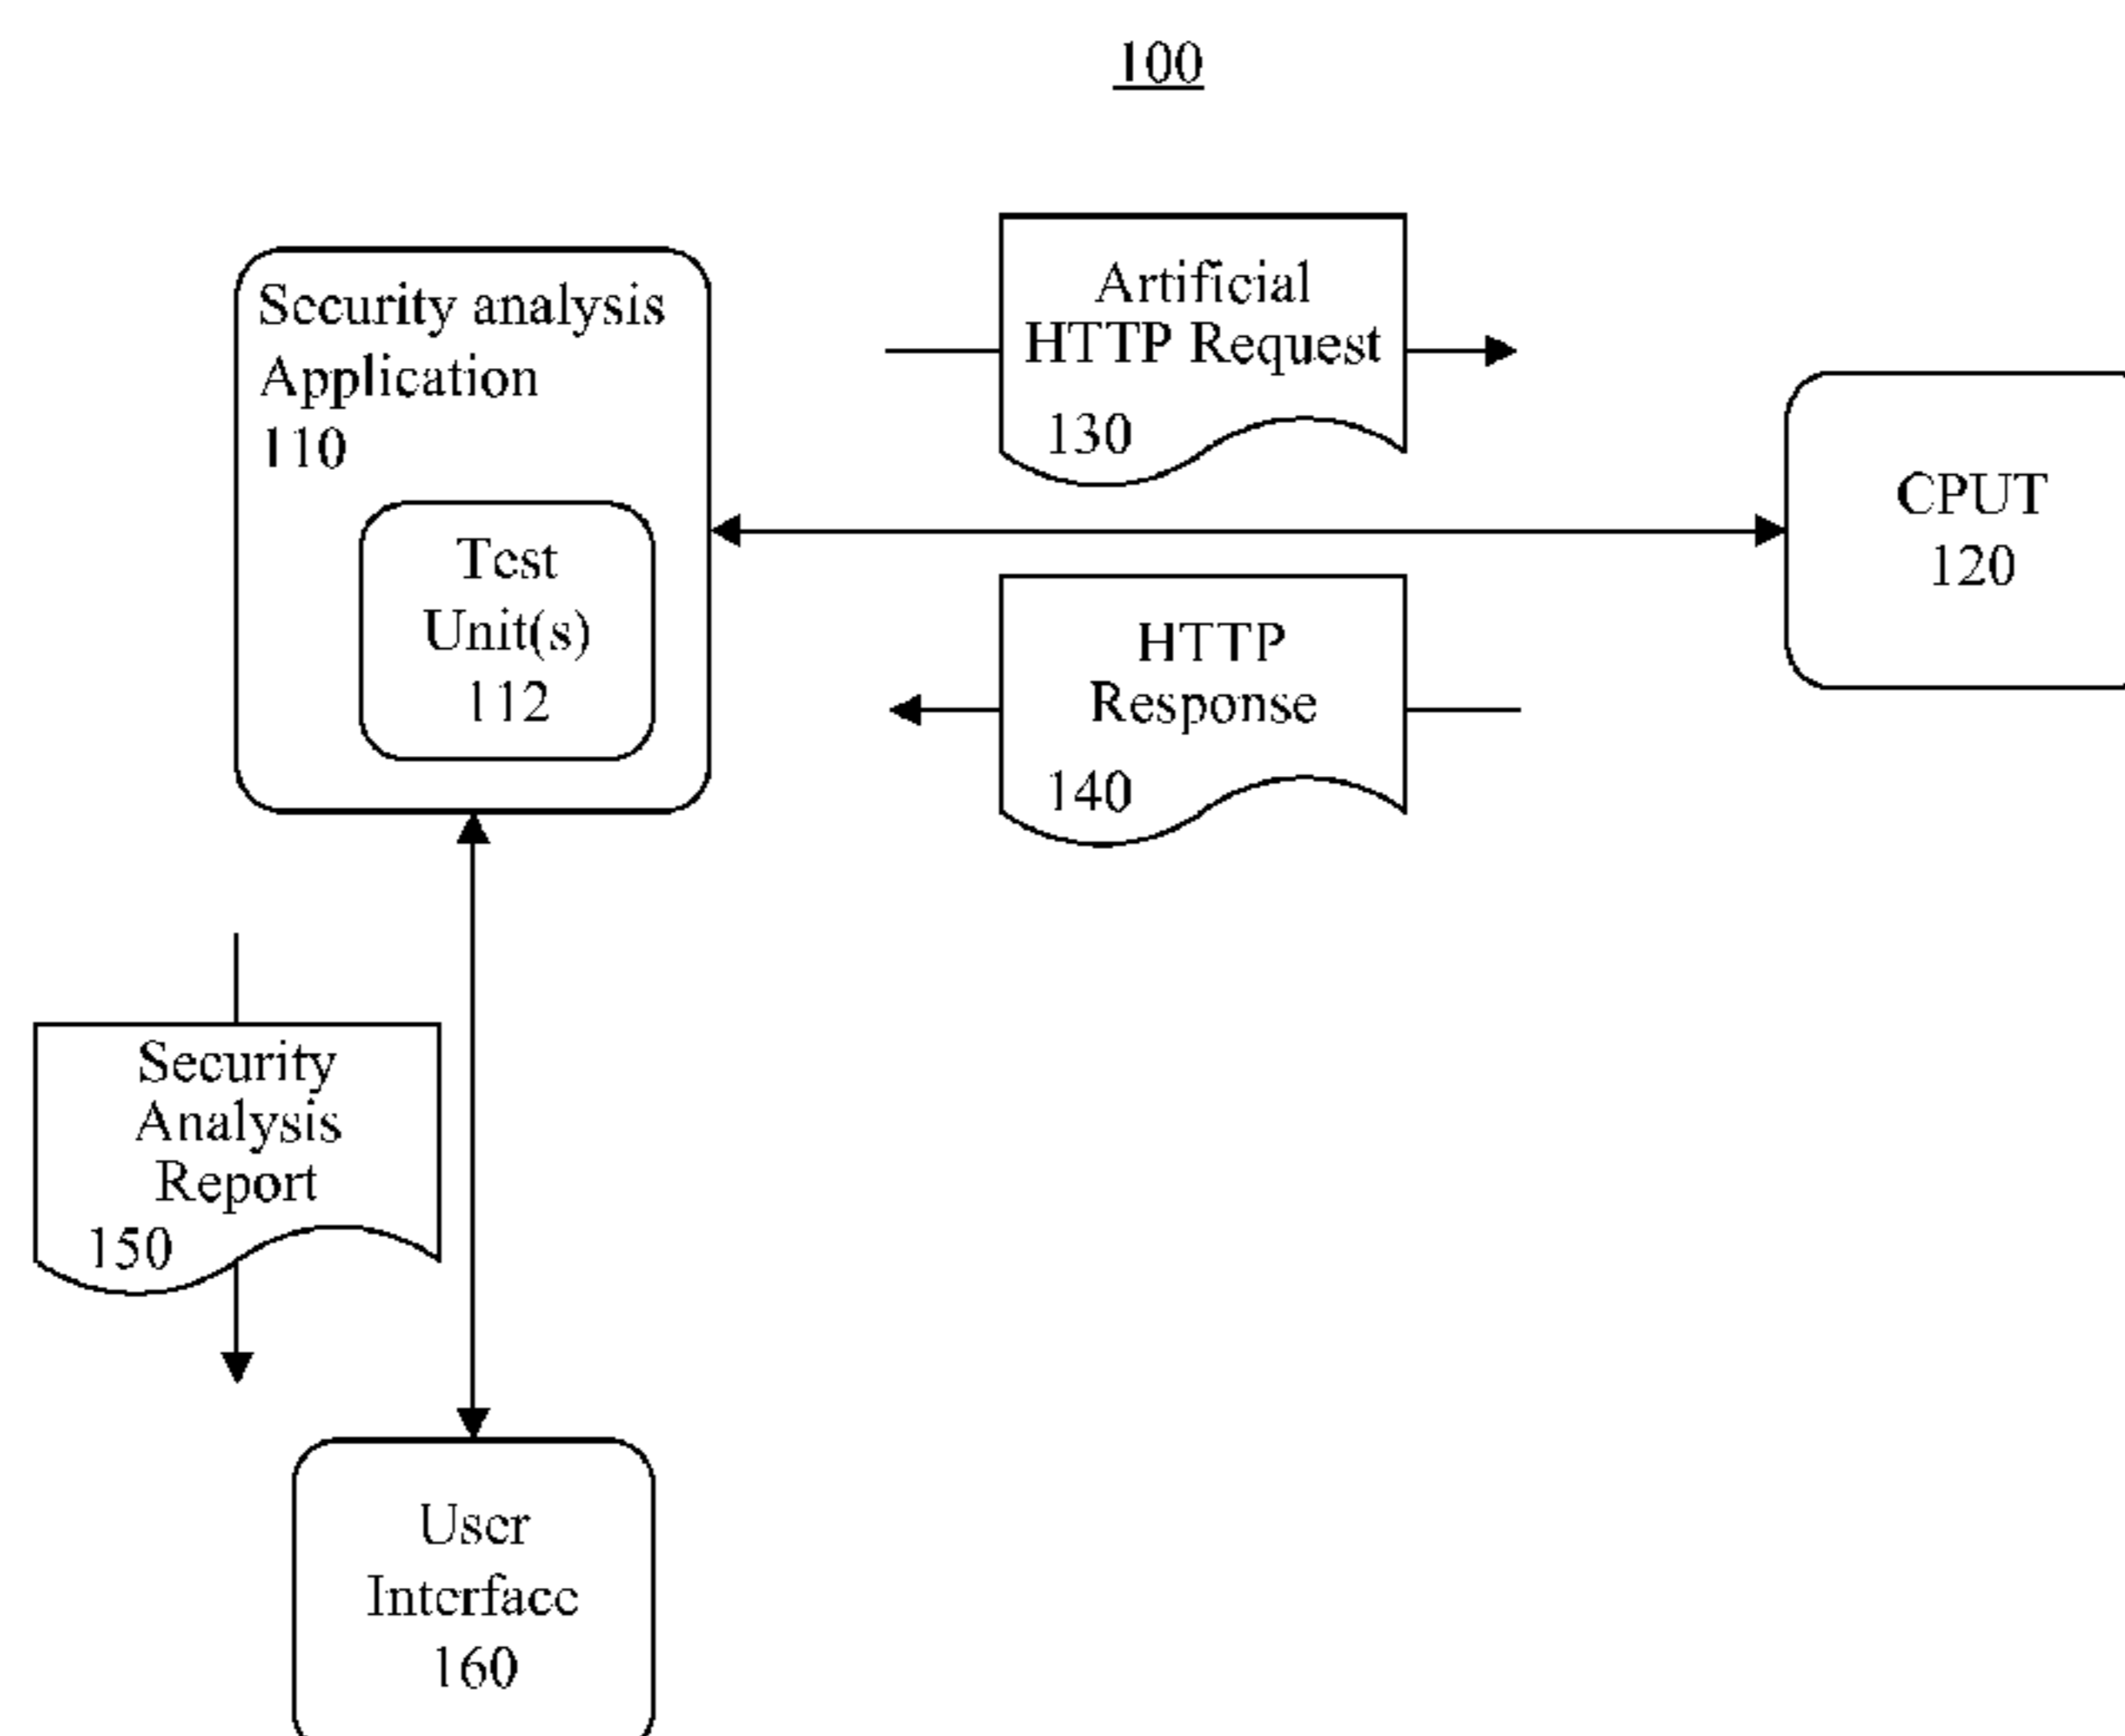 100
Security analysis
Application
110
Test
Unit(s)
112
Artificial
HTTP Request
130
CPUT
120
HTTP
Response
140
Security
Analysis
Report
150
User
Interface
160